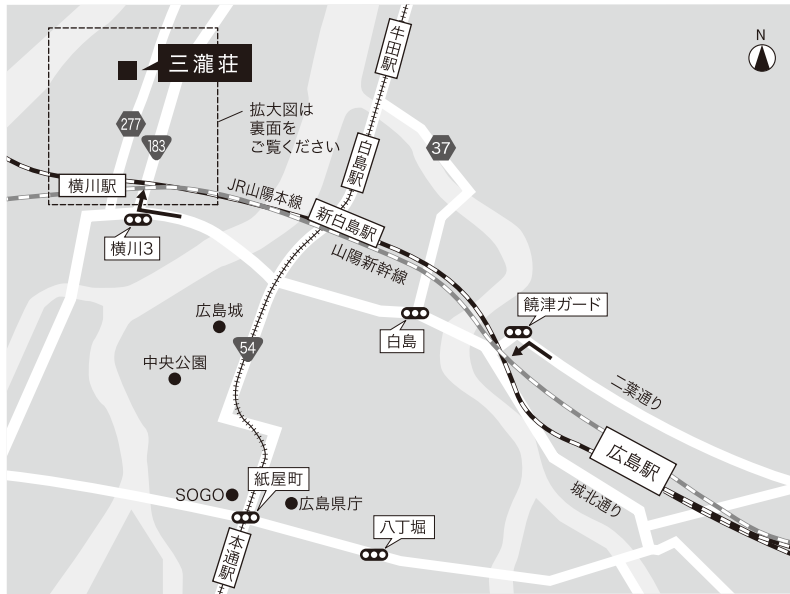 三瀧荘
277
183
拡大図は
裏面を
ご覧ください
N
牛田駅
37
白島駅
横川駅
JR山陽本線
新白島駅
山陽新幹線
横川3
饒津ガード
広島城
白島
54
中央公園
二葉通り
広島駅
紙屋町
SOGO
広島県庁
城北通り
八丁堀
本通駅